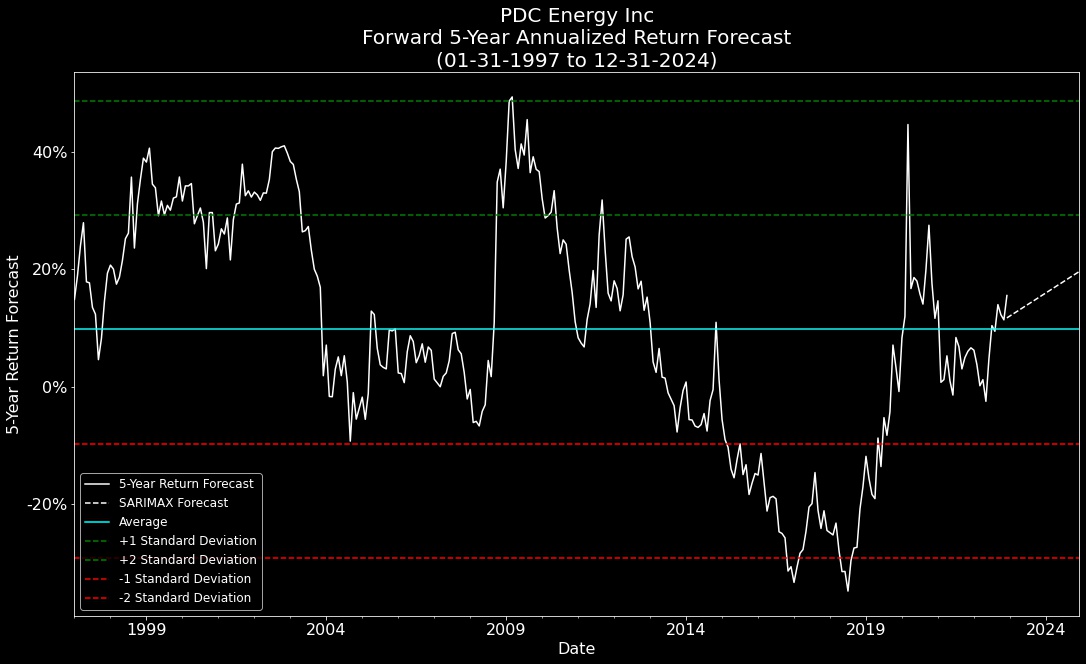 PDC Energy Inc
Forward 5-Year Annualized Return Forecast
(01-31-1997 to 12-31-2024)
5-Year Return Forecast
40%
20%
0%
-20%
5-Year Return Forecast
SARIMAX Forecast
Average
+1 Standard Deviation
+2 Standard Deviation
-1 Standard Deviation
-2 Standard Deviation
1999
2004
2009
2014
2019
2024
Date